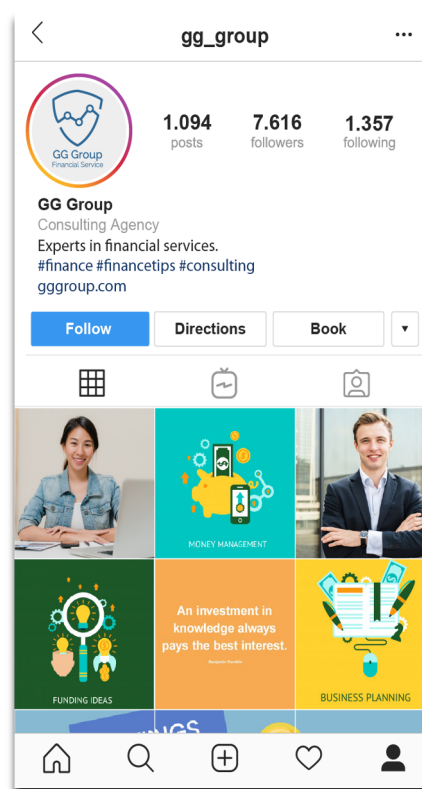 gg_group
GG Group
Financial Service
1.094
posts
7.616
followers
1.357
following
GG Group
Consulting Agency
Experts in financial services.
#finance #financetips #consulting
gggroup.com
Follow
Directions
Book
MONEY MANAGEMENT
FUNDING IDEAS
An investment in
knowledge always
pays the best interest.
Benjamin Franklin
BUSINESS PLANNING